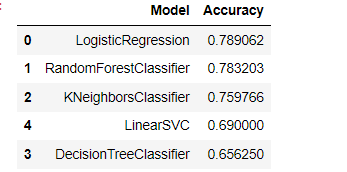 Model Accuracy
0 LogisticRegression 0.789062
1 RandomForestClassifier 0.783203
2 KNeighborsClassifier 0.759766
4 LinearSVC 0.690000
3 DecisionTreeClassifier 0.656250